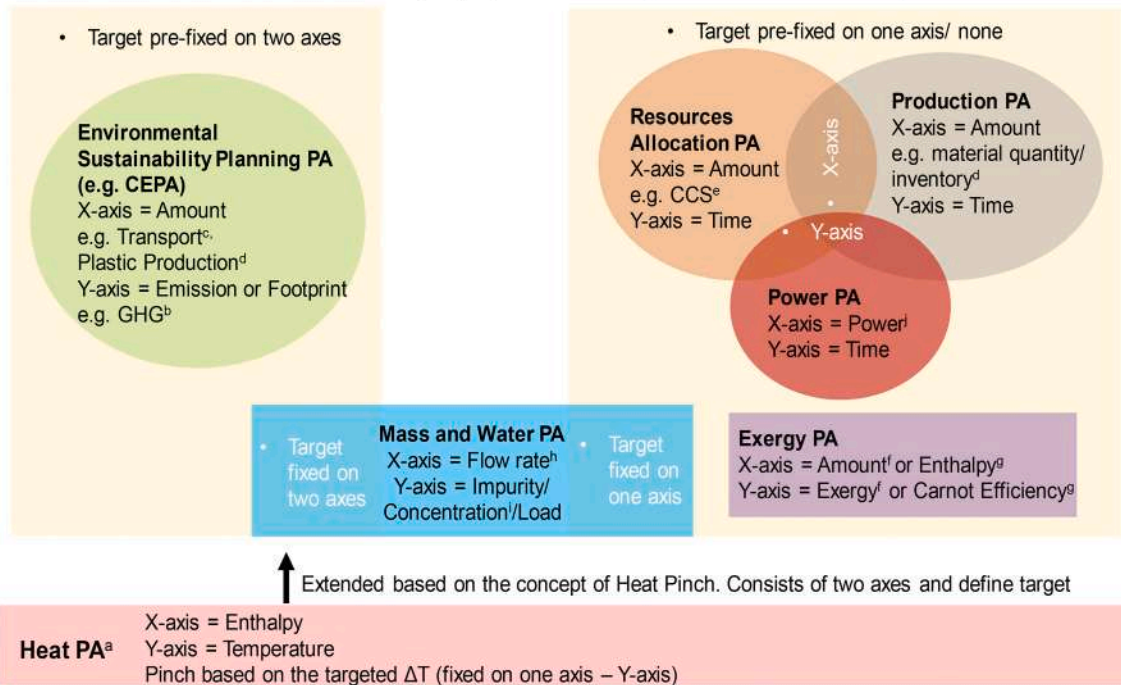 • Target pre-fixed on two axes
Environmental
Sustainability Planning PA
(e.g. CEPA)
X-axis = Amount
e.g. Transportᶜ,
Plastic Productionᵈ
Y-axis = Emission or Footprint
e.g. GHGᵇ
• Target pre-fixed on one axis/ none
Resources
Allocation PA
X-axis = Amount
e.g. CCSᵉ
Y-axis = Time
• X-axis
Production PA
X-axis = Amount
e.g. material quantity/
inventoryᵈ
Y-axis = Time
• Y-axis
Power PA
X-axis = Powerʲ
Y-axis = Time
• Target
fixed on
two axes
Mass and Water PA
X-axis = Flow rateʰ
Y-axis = Impurity/
Concentrationⁱ/Load
• Target
fixed on
one axis
Exergy PA
X-axis = Amountᶠ or Enthalpyᵍ
Y-axis = Exergyᶠ or Carnot Efficiencyᵍ
Extended based on the concept of Heat Pinch. Consists of two axes and define target
Heat PAᵃ
X-axis = Enthalpy
Y-axis = Temperature
Pinch based on the targeted ΔT (fixed on one axis – Y-axis)